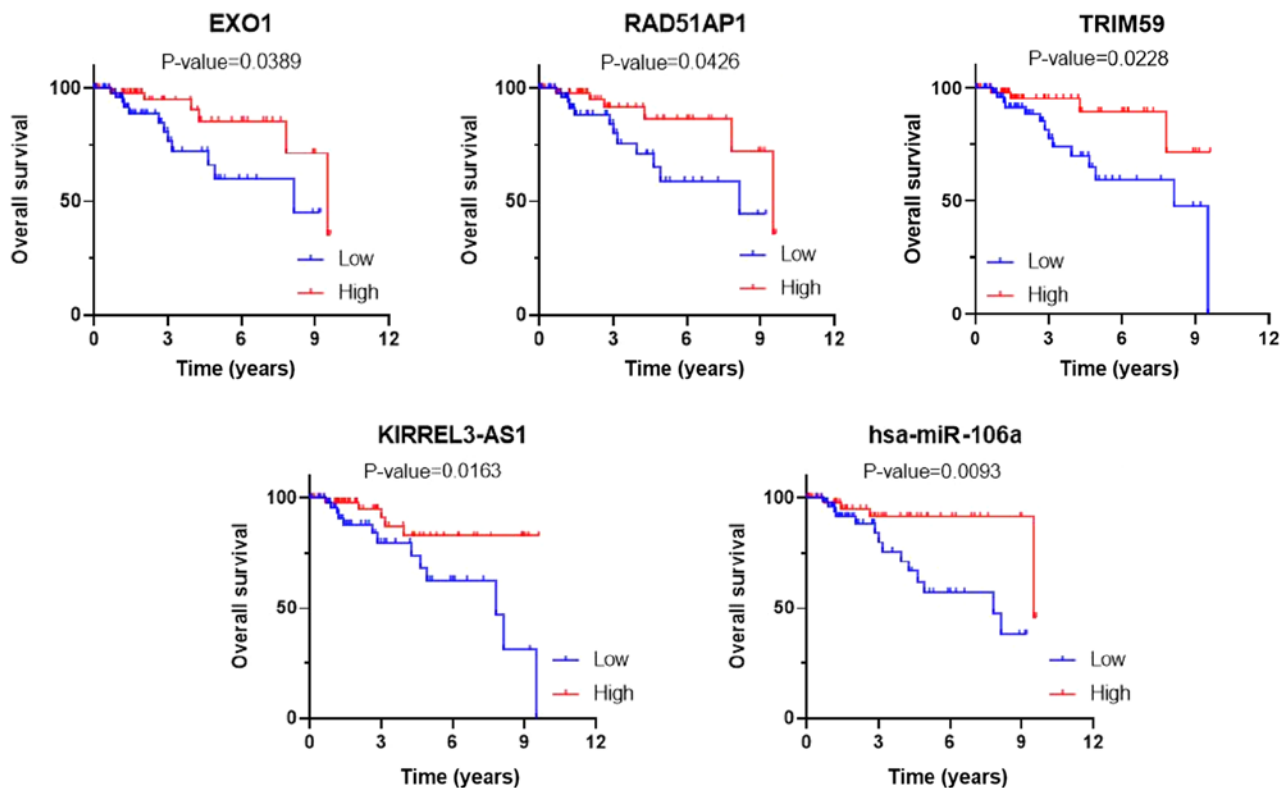 EXO1
P-value=0.0389
100
50
0
Overall survival
Low
High
0 3 6 9 12
Time (years)
RAD51AP1
P-value=0.0426
100
50
0
Overall survival
Low
High
0 3 6 9 12
Time (years)
TRIM59
P-value=0.0228
100
50
0
Overall survival
Low
High
0 3 6 9 12
Time (years)
KIRREL3-AS1
P-value=0.0163
100
50
0
Overall survival
Low
High
0 3 6 9 12
Time (years)
hsa-miR-106a
P-value=0.0093
100
50
0
Overall survival
Low
High
0 3 6 9 12
Time (years)